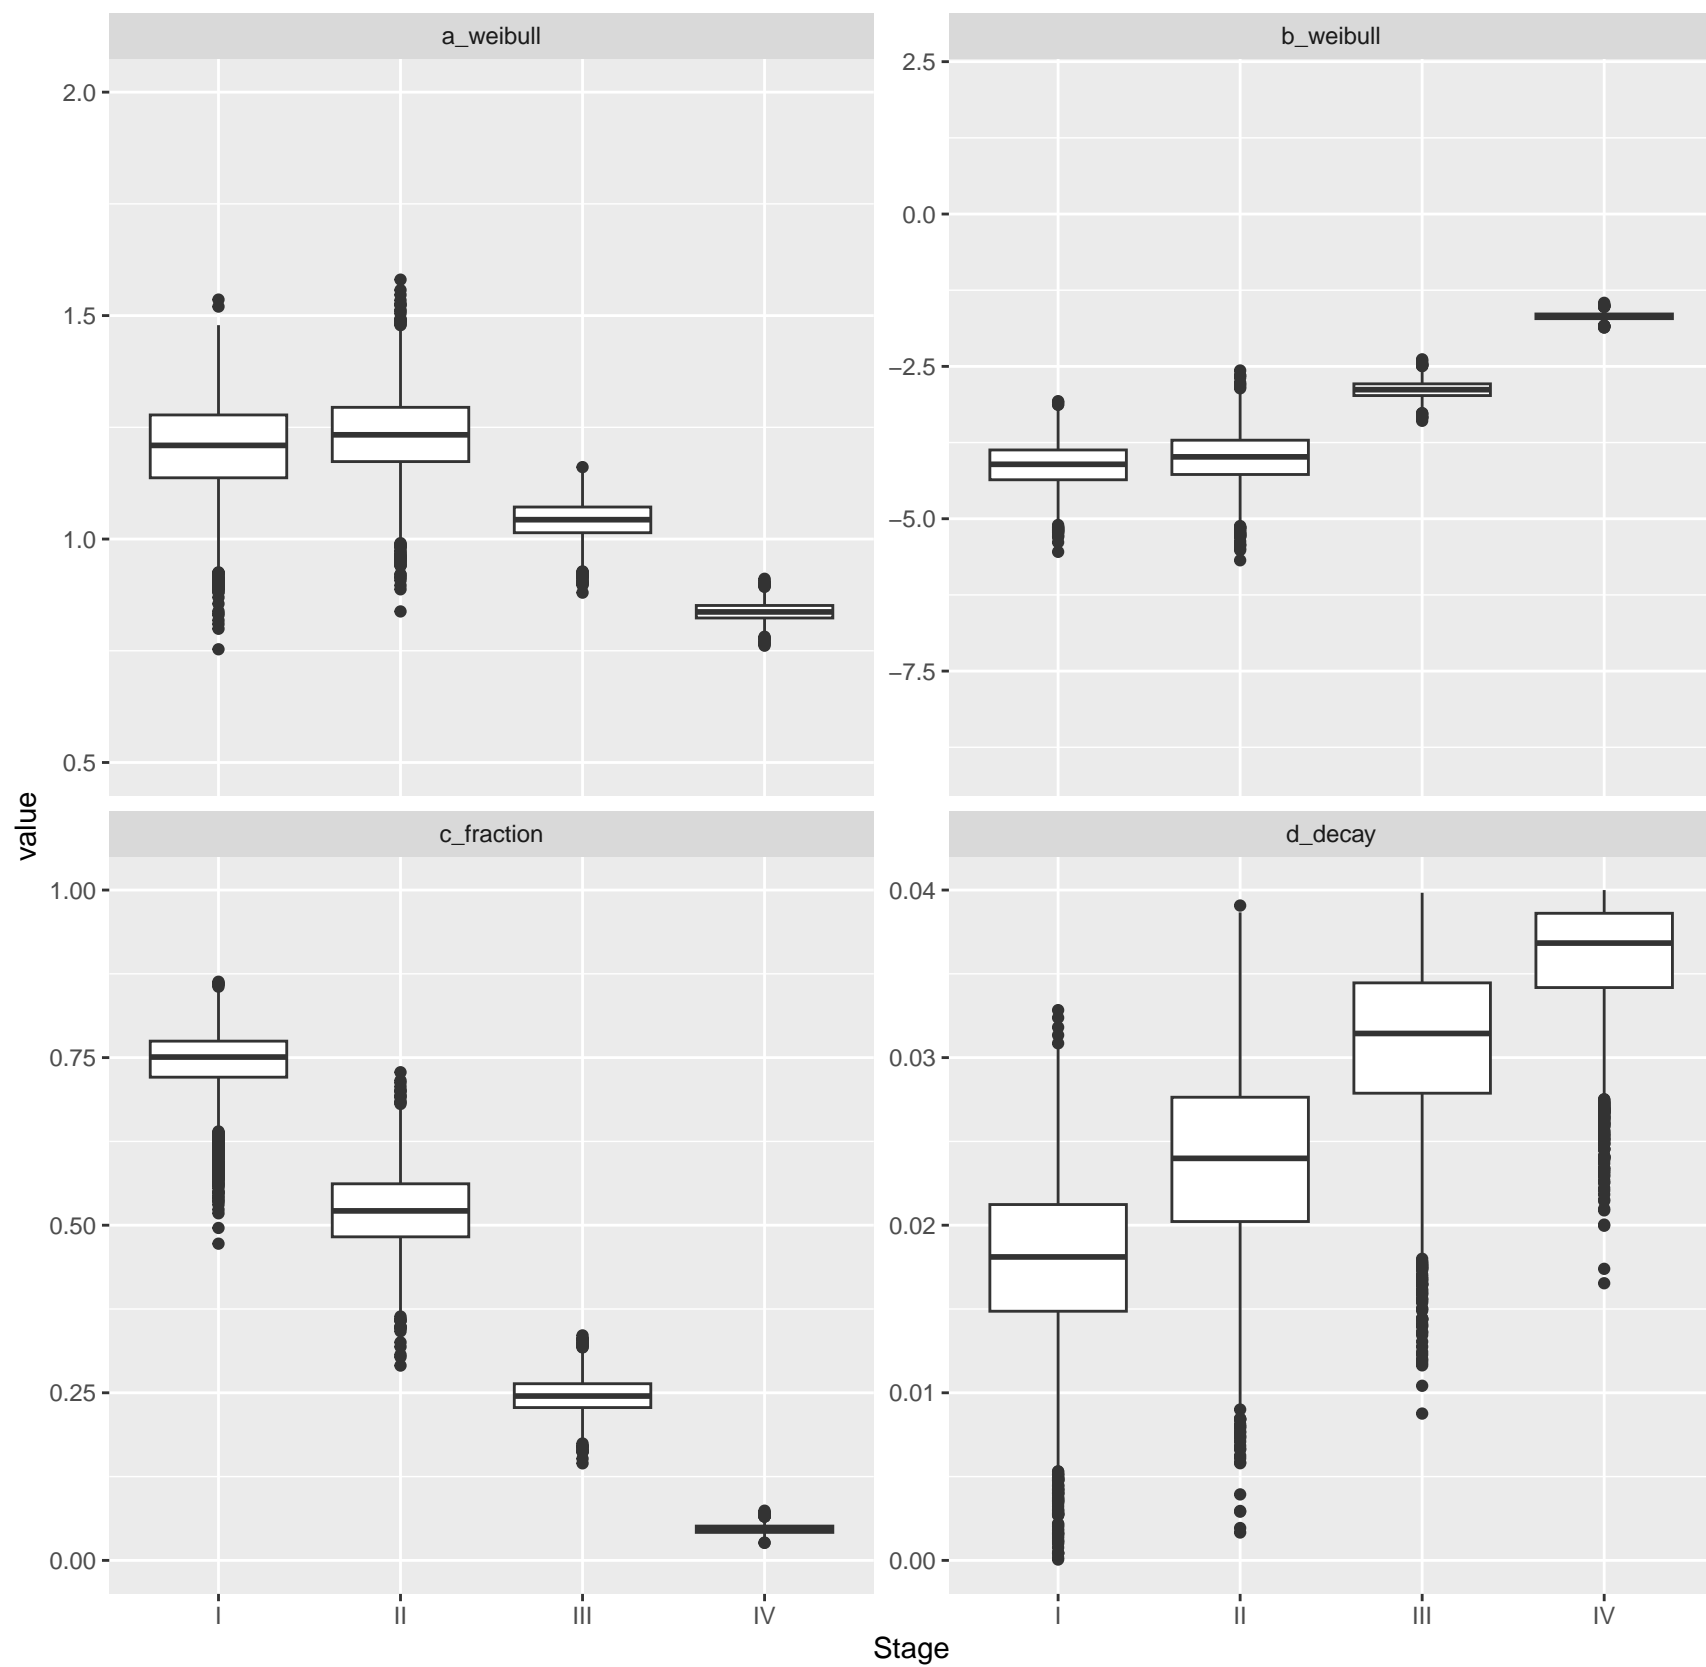 a_weibull
b_weibull
2.0
1.5
1.0
0.5
2.5
0.0
−2.5
−5.0
−7.5
value
c_fraction
d_decay
1.00
0.75
0.50
0.25
0.00
0.04
0.03
0.02
0.01
0.00
I II III IV
I II III IV
Stage